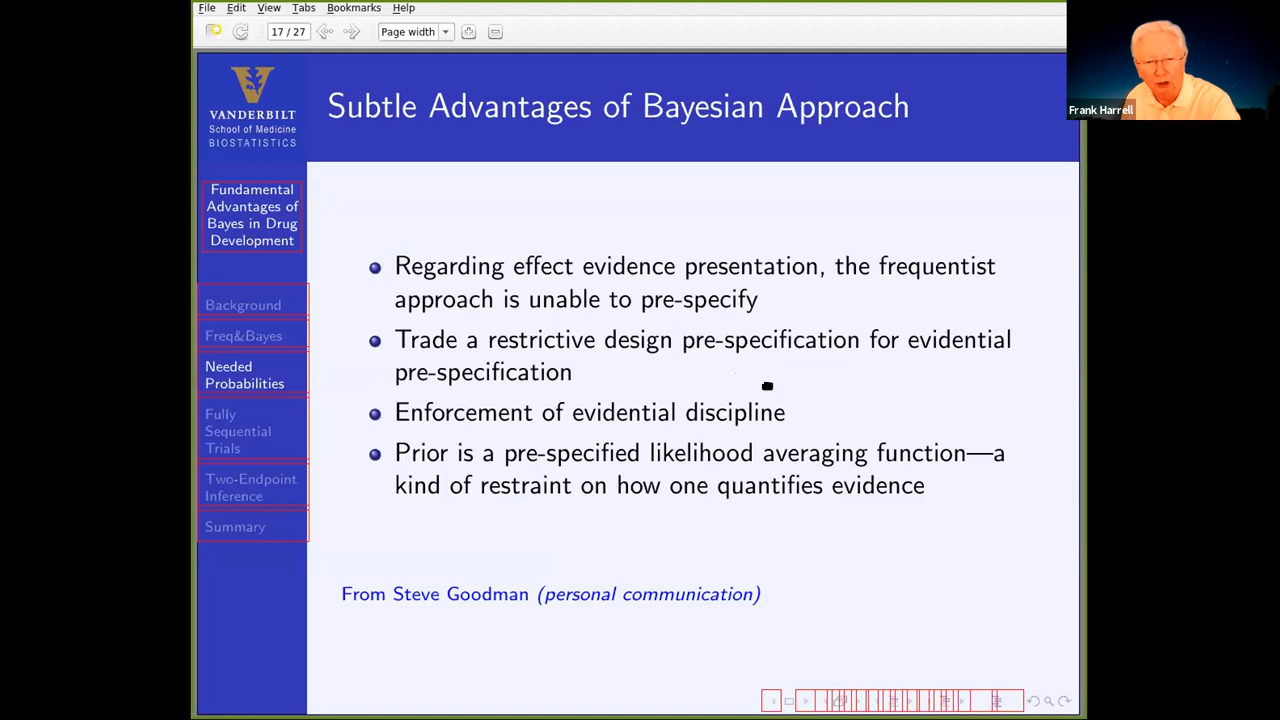 File Edit View Tabs Bookmarks Help
17 / 27 Page width
VANDERBILT
School of Medicine
BIOSTATISTICS
Subtle Advantages of Bayesian Approach
Frank Harrell
Fundamental
Advantages of
Bayes in Drug
Development
Background
Freq&Bayes
Needed
Probabilities
Fully
Sequential
Trials
Two-Endpoint
Inference
Summary
Regarding effect evidence presentation, the frequentist
approach is unable to pre-specify
Trade a restrictive design pre-specification for evidential
pre-specification
Enforcement of evidential discipline
Prior is a pre-specified likelihood averaging function—a
kind of restraint on how one quantifies evidence
From Steve Goodman (personal communication)